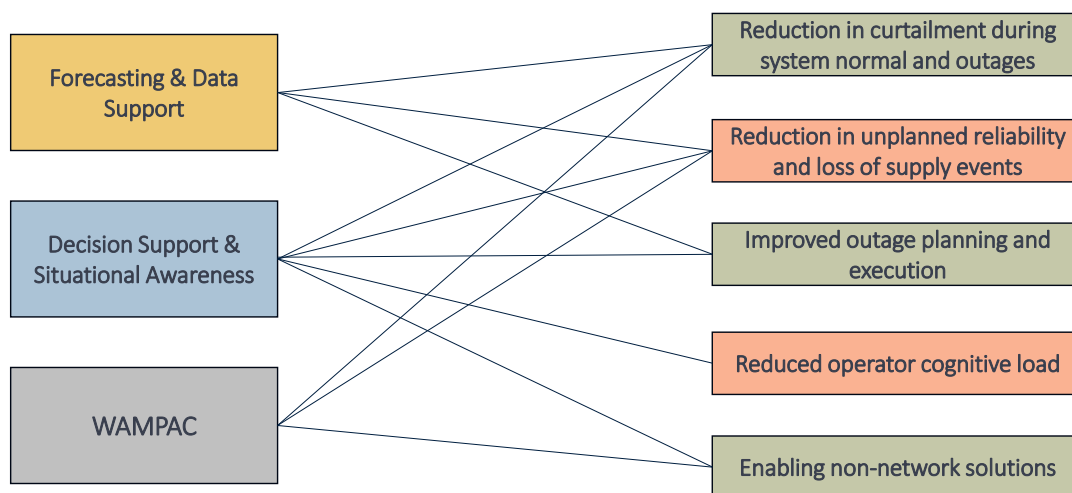 Forecasting & Data
Support
Decision Support &
Situational Awareness
WAMPAC
Reduction in curtailment during
system normal and outages
Reduction in unplanned reliability
and loss of supply events
Improved outage planning and
execution
Reduced operator cognitive load
Enabling non-network solutions